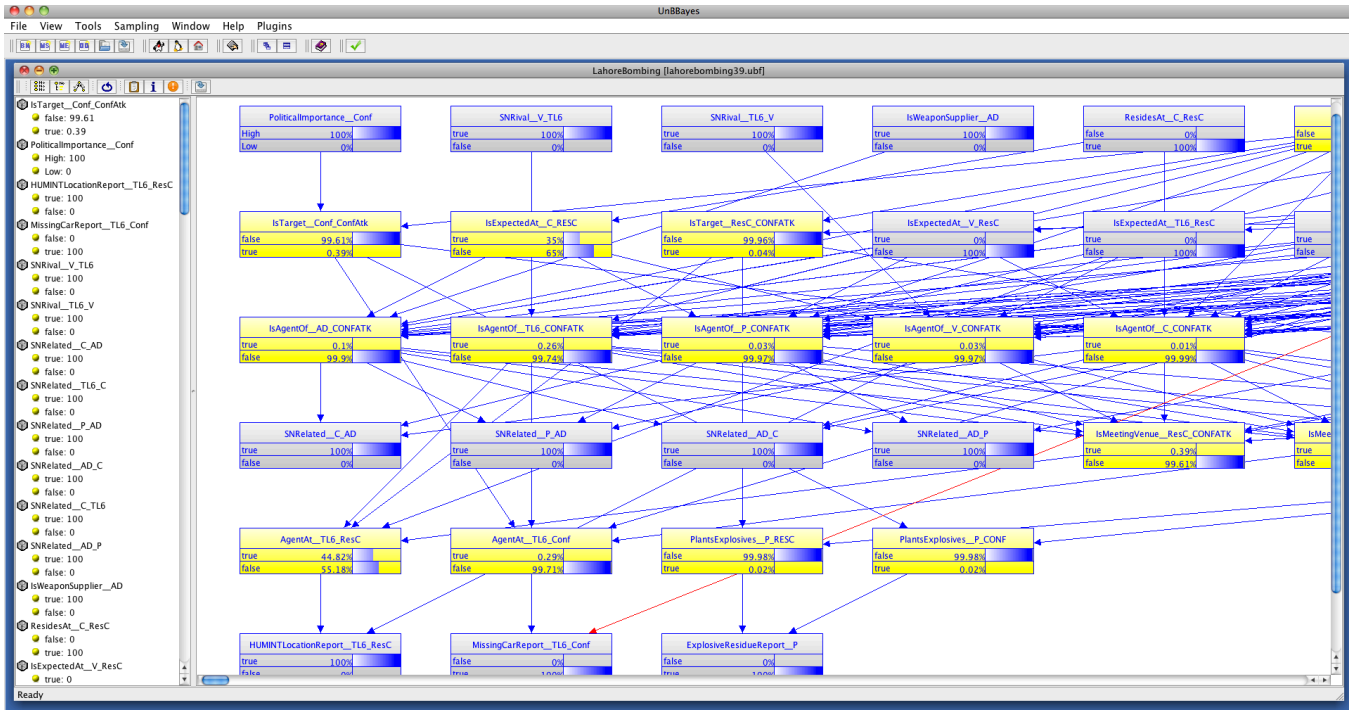 UnBBayes
File View Tools Sampling Window Help Plugins
BN MS ME OO
LahoreBombing [lahorebombing39.ubf]
IsTarget__Conf_ConfAtk
false: 99.61
true: 0.39
PoliticalImportance__Conf
High: 100
Low: 0
HUMINTLocationReport__TL6_ResC
true: 100
false: 0
MissingCarReport__TL6_Conf
false: 0
true: 100
SNRival__V_TL6
true: 100
false: 0
SNRival__TL6_V
true: 100
false: 0
SNRelated__C_AD
true: 100
false: 0
SNRelated__TL6_C
true: 100
false: 0
SNRelated__P_AD
true: 100
false: 0
SNRelated__AD_C
true: 100
false: 0
SNRelated__C_TL6
true: 100
false: 0
SNRelated__AD_P
true: 100
false: 0
IsWeaponSupplier__AD
true: 100
false: 0
ResidesAt__C_ResC
false: 0
true: 100
IsExpectedAt__V_ResC
true: 0
PoliticalImportance__Conf
High 100%
Low 0%
SNRival__V_TL6
true 100%
false 0%
SNRival__TL6_V
true 100%
false 0%
IsWeaponSupplier__AD
true 100%
false 0%
ResidesAt__C_ResC
false 0%
true 100%
false
true
IsTarget__Conf_ConfAtk
false 99.61%
true 0.39%
IsExpectedAt__C_RESC
true 35%
false 65%
IsTarget__ResC_CONFATK
false 99.96%
true 0.04%
IsExpectedAt__V_ResC
true 0%
false 100%
IsExpectedAt__TL6_ResC
true 0%
false 100%
true
false
IsAgentOf__AD_CONFATK
true 0.1%
false 99.9%
IsAgentOf__TL6_CONFATK
true 0.26%
false 99.74%
IsAgentOf__P_CONFATK
true 0.03%
false 99.97%
IsAgentOf__V_CONFATK
true 0.03%
false 99.97%
IsAgentOf__C_CONFATK
true 0.01%
false 99.99%
SNRelated__C_AD
true 100%
false 0%
SNRelated__P_AD
true 100%
false 0%
SNRelated__AD_C
true 100%
false 0%
SNRelated__AD_P
true 100%
false 0%
IsMeetingVenue__ResC_CONFATK
true 0.39%
false 99.61%
IsMee
true
false
AgentAt__TL6_ResC
true 44.82%
false 55.18%
AgentAt__TL6_Conf
true 0.29%
false 99.71%
PlantsExplosives__P_RESC
false 99.98%
true 0.02%
PlantsExplosives__P_CONF
false 99.98%
true 0.02%
HUMINTLocationReport__TL6_ResC
true 100%
false 0%
MissingCarReport__TL6_Conf
false 0%
true 100%
ExplosiveResidueReport__P
false 0%
true 100%
Ready